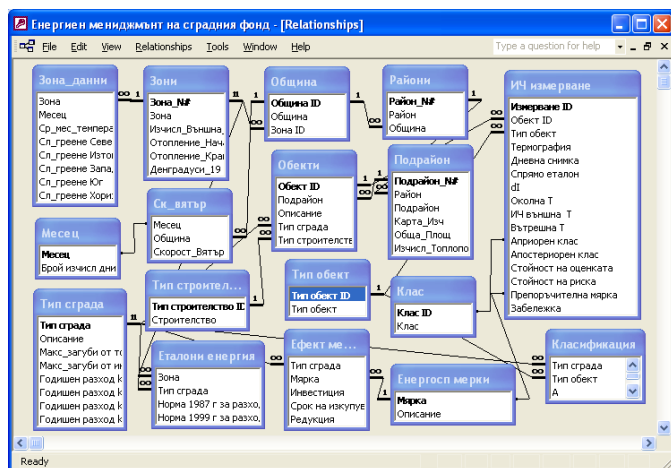 Енергиен мениджмънт на сградния фонд - [Relationships]
File Edit View Relationships Tools Window Help
Type a question for help
Зона_данни
Зона
Месец
Ср_мес_темпера
Сл_греене Севе
Сл_греене Изто
Сл_греене Запа,
Сл_греене Юг
Сл_греене Хориз
Зони
Зона_N#
Зона
Изчисл_Външна_
Отопление_Нача
Отопление_Края
Денградуси_19
Община
Община ID
Община
Зона ID
Райони
Район_N#
Район
Община
ИЧ измерване
Измерване ID
Обект ID
Тип обект
Термография
Дневна снимка
Спрямо еталон
dI
Околна Т
ИЧ външна Т
Вътрешна Т
Априорен клас
Апостериорен клас
Стойност на оценката
Стойност на риска
Препоръчителна мярка
Забележка
Обекти
Обект ID
Подрайон
Описание
Тип сграда
Тип строителстве
Подрайон
Подрайон_N#
Район
Подрайон
Карта_Изч
Обща_Площ
Изчисл_Топлопо
Ск_вятър
Месец
Община
Скорост_Вятър
Месец
Месец
Брой изчисл дни
Тип строител...
Тип строителство ID
Строителство
Тип обект
Тип обект ID
Тип обект
Клас
Клас ID
Клас
Тип сграда
Тип сграда
Описание
Макс_загуби от то
Макс_загуби от ин
Годишен разход k
Годишен разход k
Годишен разход k
Годишен разход k
Еталони енергия
Зона
Тип сграда
Норма 1987 г за разхо,
Норма 1999 г за разхо,
Ефект ме...
Тип сграда
Мярка
Инвестиция
Срок на изкупув
Редукция
Енергосп мерки
Мярка
Описание
Класификация
Тип сграда
Тип обект
А
Ready